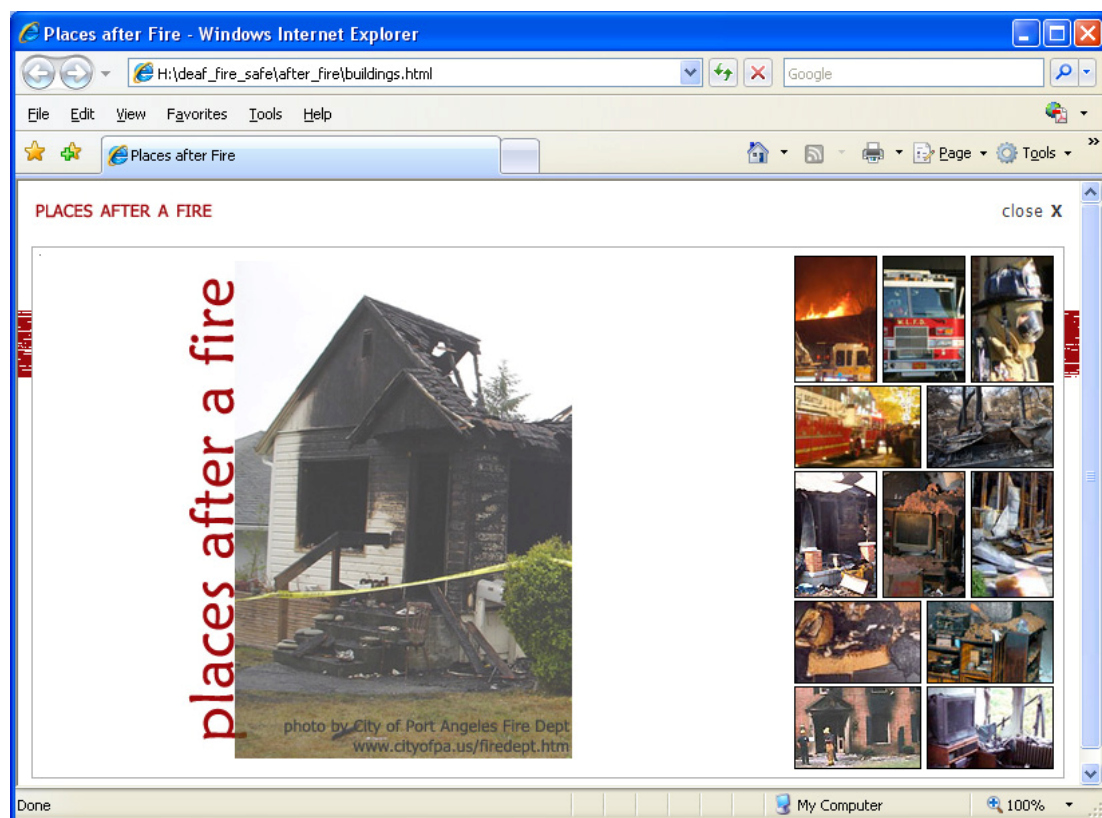 Places after Fire - Windows Internet Explorer
H:\deaf_fire_safe\after_fire\buildings.html
Google
File Edit View Favorites Tools Help
Places after Fire
Page Tools »
PLACES AFTER A FIRE
close X
places after a fire
photo by City of Port Angeles Fire Dept
www.cityofpa.us/firedept.htm
W.L.F.D.
SEATTLE
Done
My Computer
100%